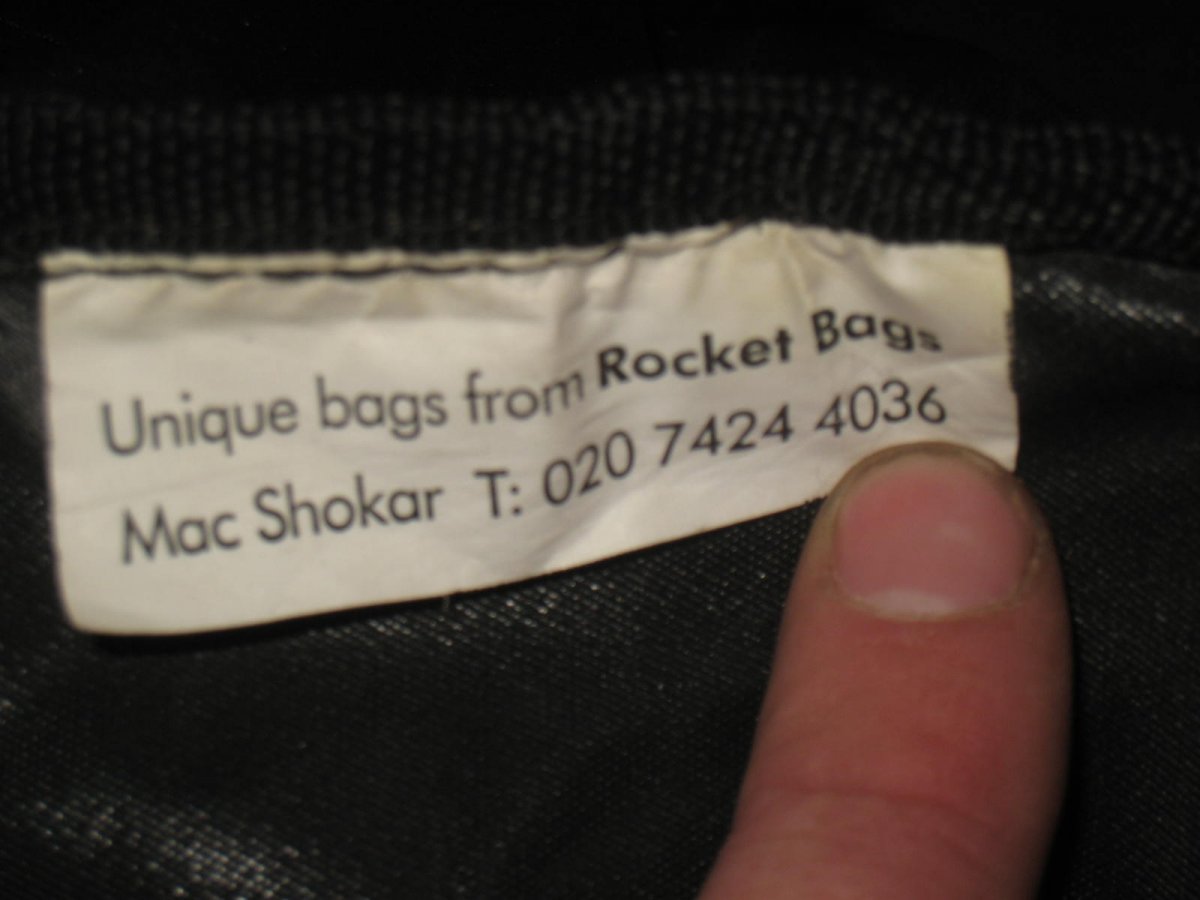 Unique bags from Rocket Bags
Mac Shokar T: 020 7424 4036